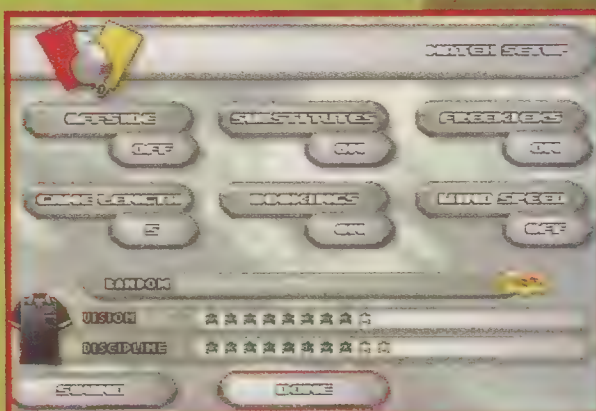 MATCH SETUP
OFFSIDE
OFF
SUBSTITUTES
ON
FREEKICKS
ON
GAME LENGTH
5
BOOKINGS
ON
WIND SPEED
OFF
RANDOM
VISION
DISCIPLINE
DONE